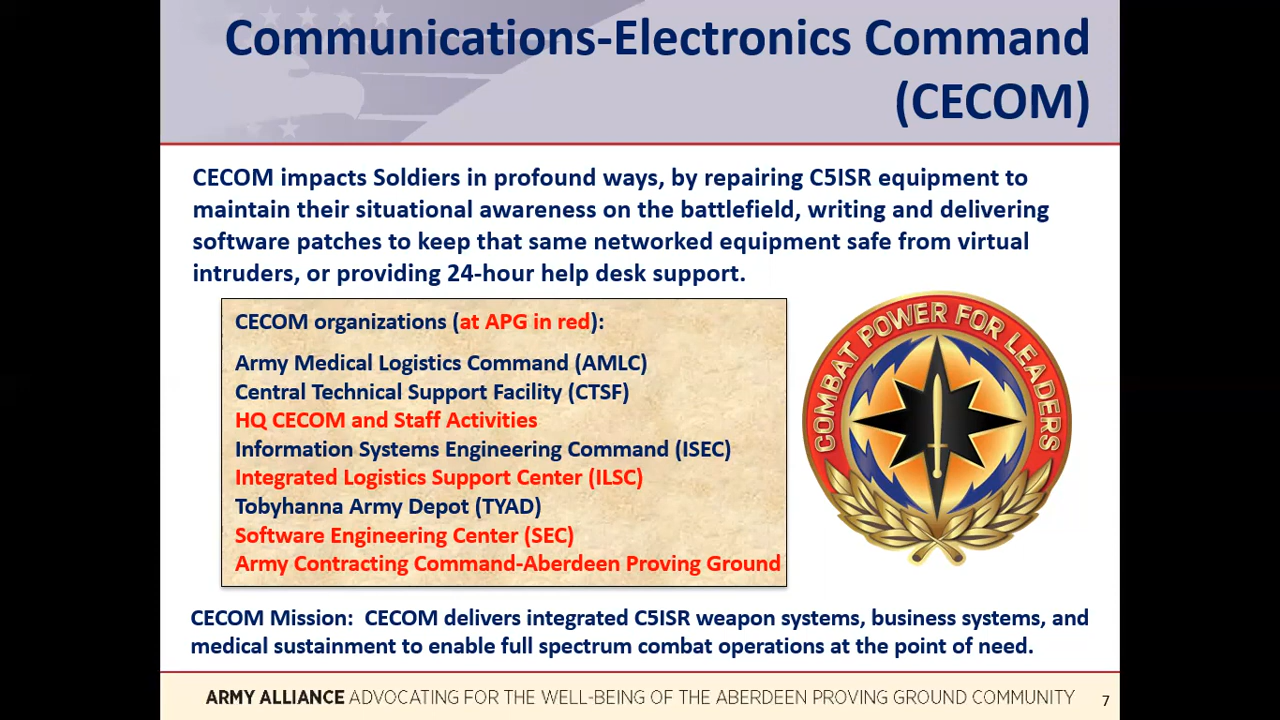 Communications-Electronics Command
(CECOM)
CECOM impacts Soldiers in profound ways, by repairing C5ISR equipment to
maintain their situational awareness on the battlefield, writing and delivering
software patches to keep that same networked equipment safe from virtual
intruders, or providing 24-hour help desk support.
CECOM organizations (at APG in red):
Army Medical Logistics Command (AMLC)
Central Technical Support Facility (CTSF)
HQ CECOM and Staff Activities
Information Systems Engineering Command (ISEC)
Integrated Logistics Support Center (ILSC)
Tobyhanna Army Depot (TYAD)
Software Engineering Center (SEC)
Army Contracting Command-Aberdeen Proving Ground
COMBAT POWER FOR LEADERS
CECOM Mission: CECOM delivers integrated C5ISR weapon systems, business systems, and
medical sustainment to enable full spectrum combat operations at the point of need.
ARMY ALLIANCE ADVOCATING FOR THE WELL-BEING OF THE ABERDEEN PROVING GROUND COMMUNITY
7